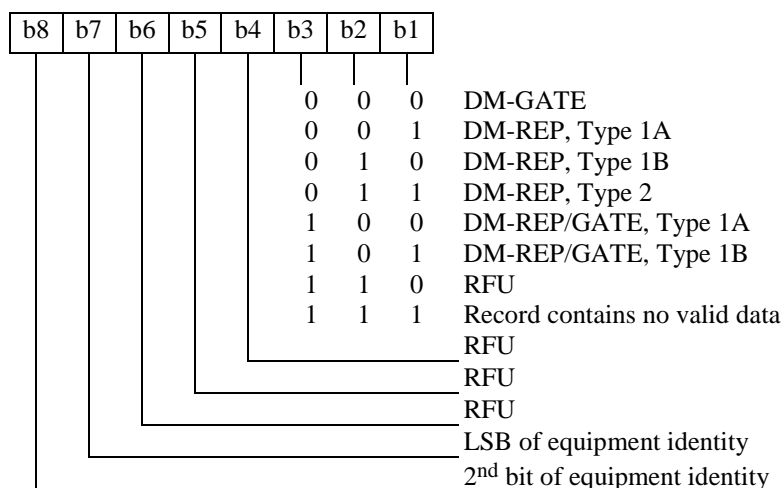 b8 b7 b6 b5 b4 b3 b2 b1
0 0 0 DM-GATE
0 0 1 DM-REP, Type 1A
0 1 0 DM-REP, Type 1B
0 1 1 DM-REP, Type 2
1 0 0 DM-REP/GATE, Type 1A
1 0 1 DM-REP/GATE, Type 1B
1 1 0 RFU
1 1 1 Record contains no valid data
RFU
RFU
RFU
LSB of equipment identity
2nd bit of equipment identity